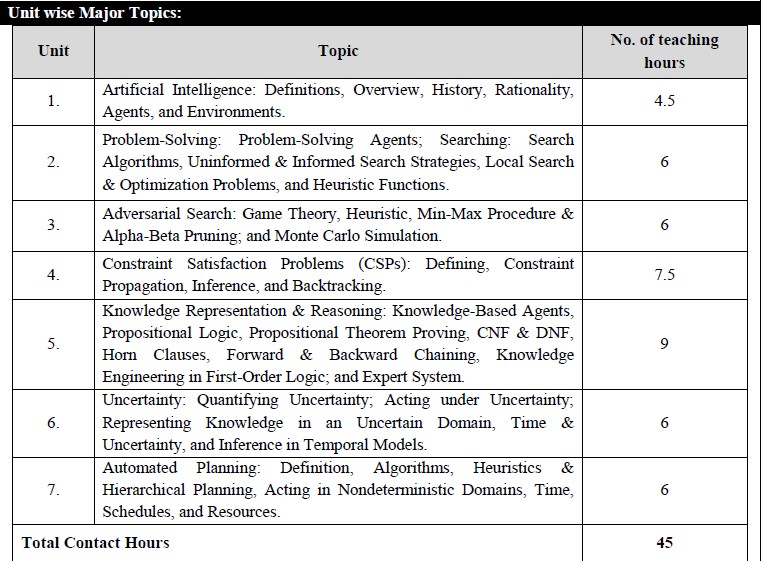 Unit wise Major Topics:
Unit Topic No. of teaching
hours
1. Artificial Intelligence: Definitions, Overview, History, Rationality,
Agents, and Environments. 4.5
2. Problem-Solving: Problem-Solving Agents; Searching: Search
Algorithms, Uninformed & Informed Search Strategies, Local Search
& Optimization Problems, and Heuristic Functions. 6
3. Adversarial Search: Game Theory, Heuristic, Min-Max Procedure &
Alpha-Beta Pruning; and Monte Carlo Simulation. 6
4. Constraint Satisfaction Problems (CSPs): Defining, Constraint
Propagation, Inference, and Backtracking. 7.5
5. Knowledge Representation & Reasoning: Knowledge-Based Agents,
Propositional Logic, Propositional Theorem Proving, CNF & DNF,
Horn Clauses, Forward & Backward Chaining, Knowledge
Engineering in First-Order Logic; and Expert System. 9
6. Uncertainty: Quantifying Uncertainty; Acting under Uncertainty;
Representing Knowledge in an Uncertain Domain, Time &
Uncertainty, and Inference in Temporal Models. 6
7. Automated Planning: Definition, Algorithms, Heuristics &
Hierarchical Planning, Acting in Nondeterministic Domains, Time,
Schedules, and Resources. 6
Total Contact Hours 45